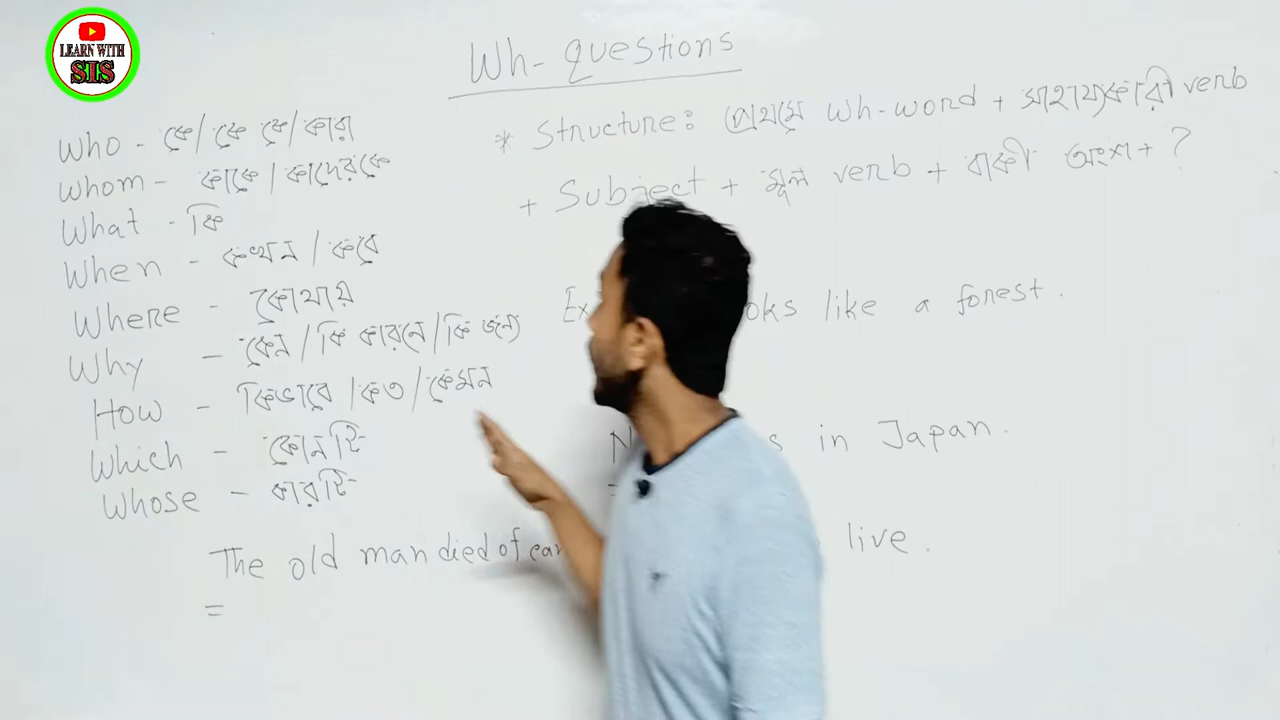 LEARN WITH
SIS
Wh-questions
Who - কে/কে কে/কারা
Whom - কাকে/কাদেরকে
What - কি
When - কখন/কবে
Where - কোথায়
Why - কেন/কি কারনে/কি জন্য
How - কিভাবে/কত/কেমন
Which - কোনটি
Whose - কারটি
* Structure: প্রথমে Wh-word + সাহায্যকারী verb
+ Subject + মূল verb + বাকী অংশ + ?
like a forest.
in Japan.
The old man died of live.
=